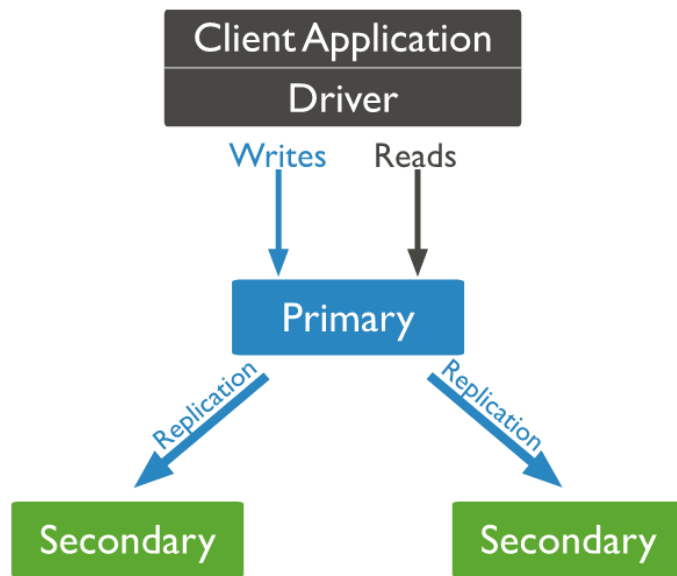 Client Application
Driver
Writes
Reads
Primary
Replication
Replication
Secondary
Secondary